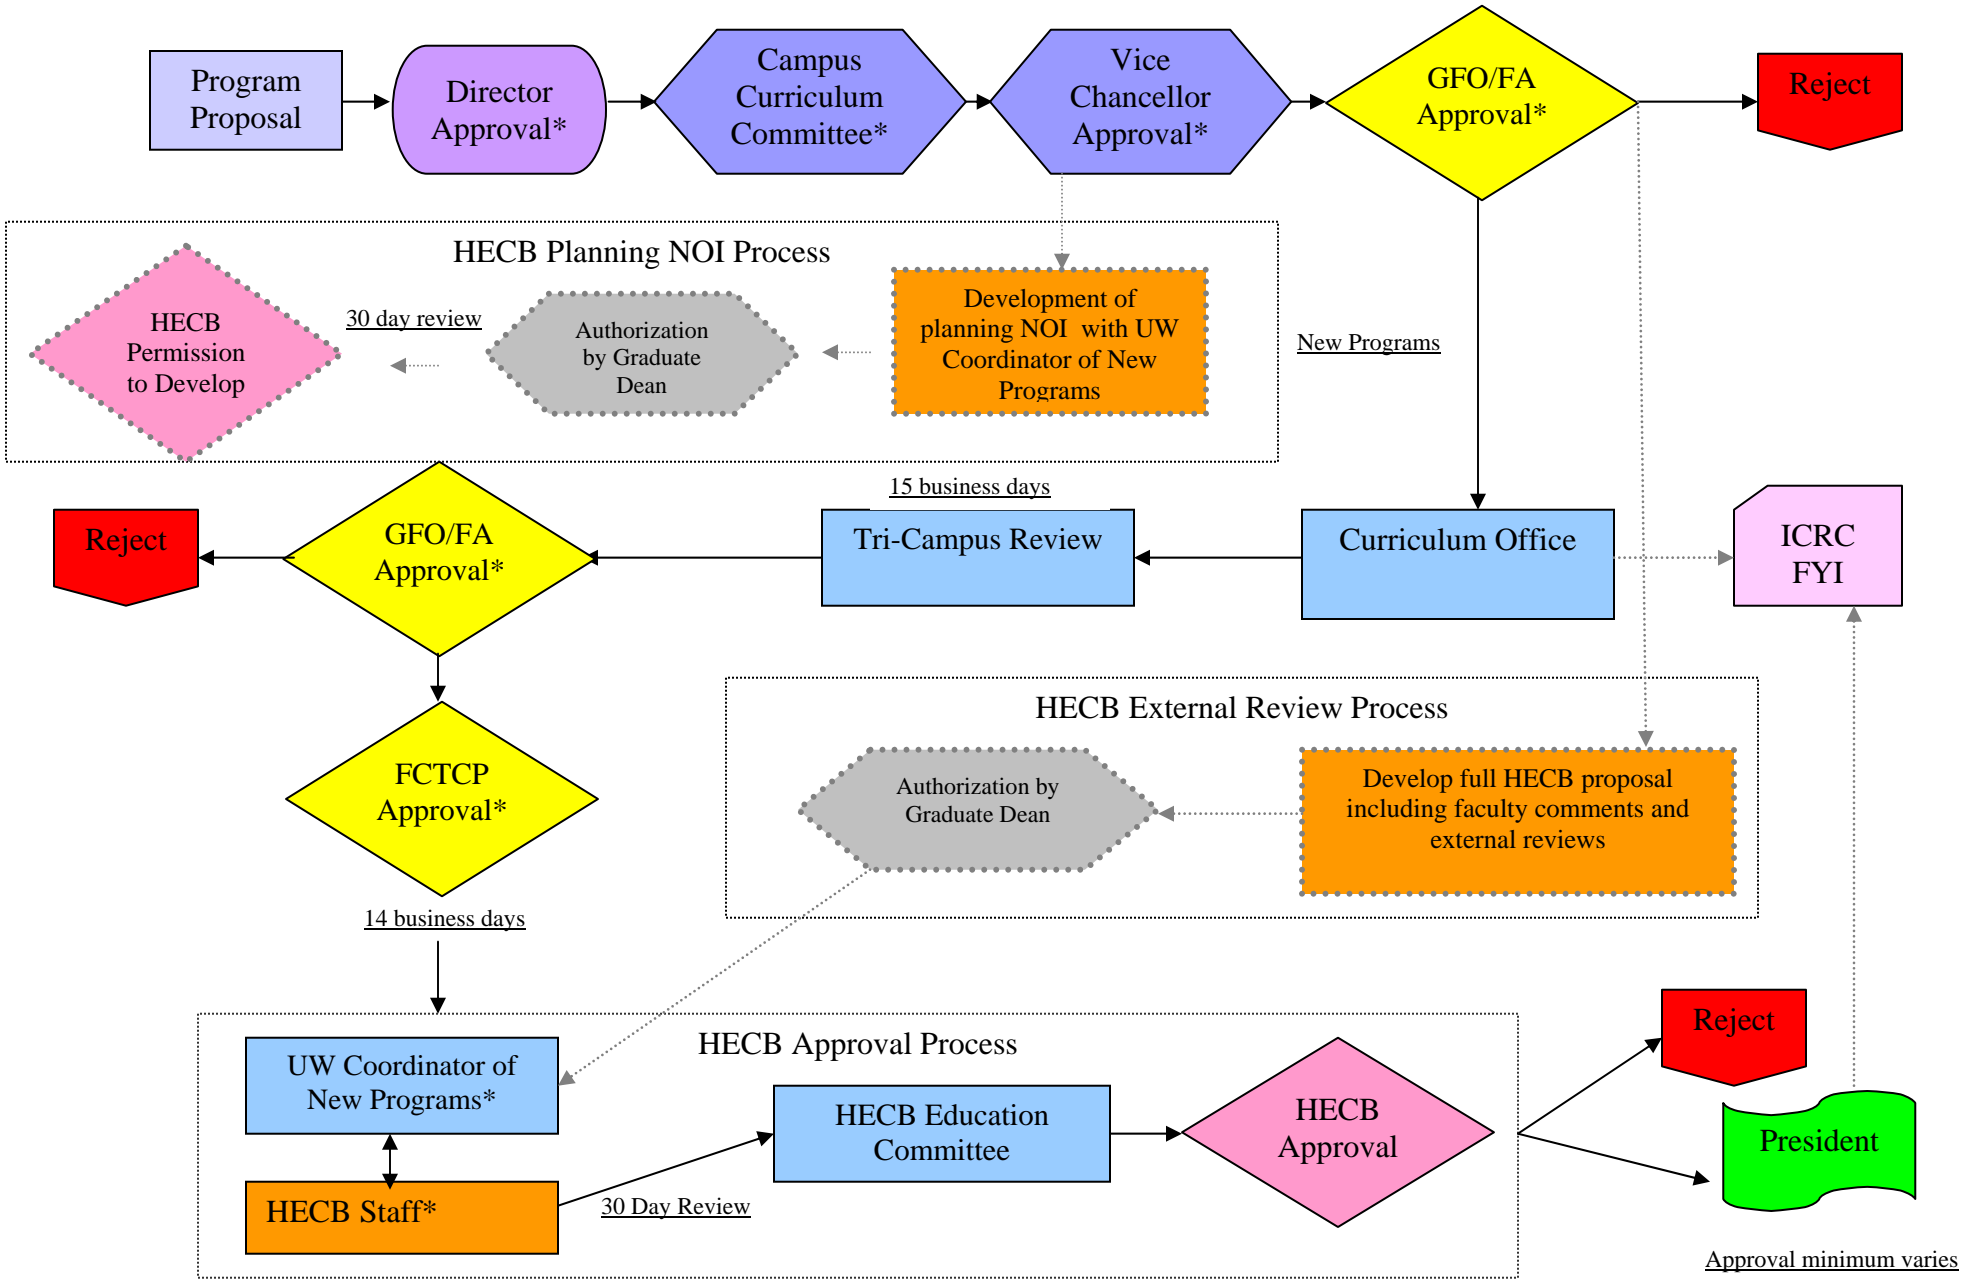 Program
Proposal
Director
Approval*
Campus
Curriculum
Committee*
Vice
Chancellor
Approval*
GFO/FA
Approval*
Reject
HECB Planning NOI Process
HECB
Permission
to Develop
30 day review
Authorization
by Graduate
Dean
Development of
planning NOI with UW
Coordinator of New
Programs
New Programs
Reject
GFO/FA
Approval*
15 business days
Tri-Campus Review
Curriculum Office
ICRC
FYI
HECB External Review Process
FCTCP
Approval*
Authorization by
Graduate Dean
Develop full HECB proposal
including faculty comments and
external reviews
14 business days
HECB Approval Process
UW Coordinator of
New Programs*
HECB Staff*
30 Day Review
HECB Education
Committee
HECB
Approval
Reject
President
Approval minimum varies